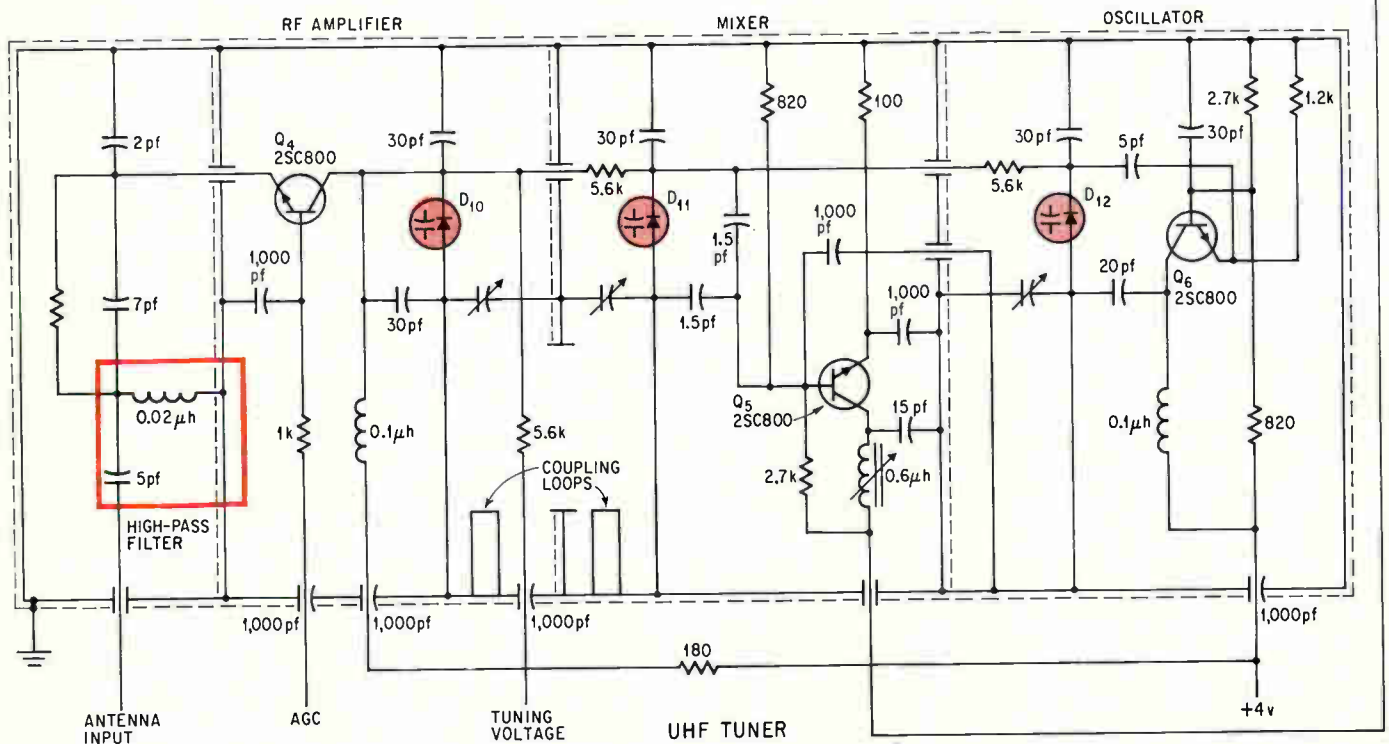 RF AMPLIFIER
MIXER
OSCILLATOR
2pf
Q4
2SC800
30pf
D10
30pf
5.6k
D11
820
100
30pf
5pf
5.6k
D12
2.7k
30pf
1.2k
1,000
pf
7pf
30pf
1.5
pf
1.5pf
1,000
pf
1,000
pf
20pf
Q6
2SC800
0.02μh
5pf
HIGH-PASS
FILTER
1k
0.1μh
5.6k
COUPLING
LOOPS
Q5
2SC800
15pf
2,7k
0.6μh
0.1μh
820
1,000pf
1,000pf
1,000pf
1,000pf
180
ANTENNA
INPUT
AGC
TUNING
VOLTAGE
UHF TUNER
+4v